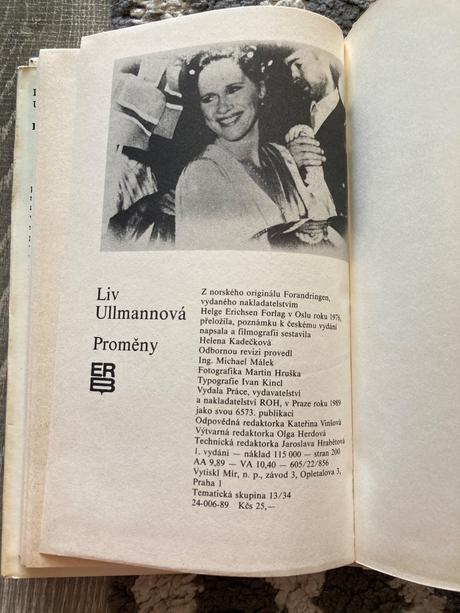 Liv
Ullmannová
Proměny
ERB
Z norského originálu Forandringen,
vydaného nakladatelstvím
Helge Erichsen Forlag v Oslu roku 1976,
přeložila, poznámku k českému vydání
napsala a filmografii sestavila
Helena Kadečková
Odbornou revizi provedl
Ing. Michael Málek
Fotografika Martin Hruška
Typografie Ivan Kincl
Vydala Práce, vydavatelství
a nakladatelství ROH, v Praze roku 1989
jako svou 6573. publikaci
Odpovědná redaktorka Kateřina Vinšová
Výtvarná redaktorka Olga Herdová
Technická redaktorka Jaroslava Hrabětová
1. vydání — náklad 115 000 — stran 200
AA 9,89 — VA 10,40 — 605/22/856
Vytiskl Mír, n. p., závod 3, Opletalova 3,
Praha 1
Tematická skupina 13/34
24-006-89 Kčs 25,—